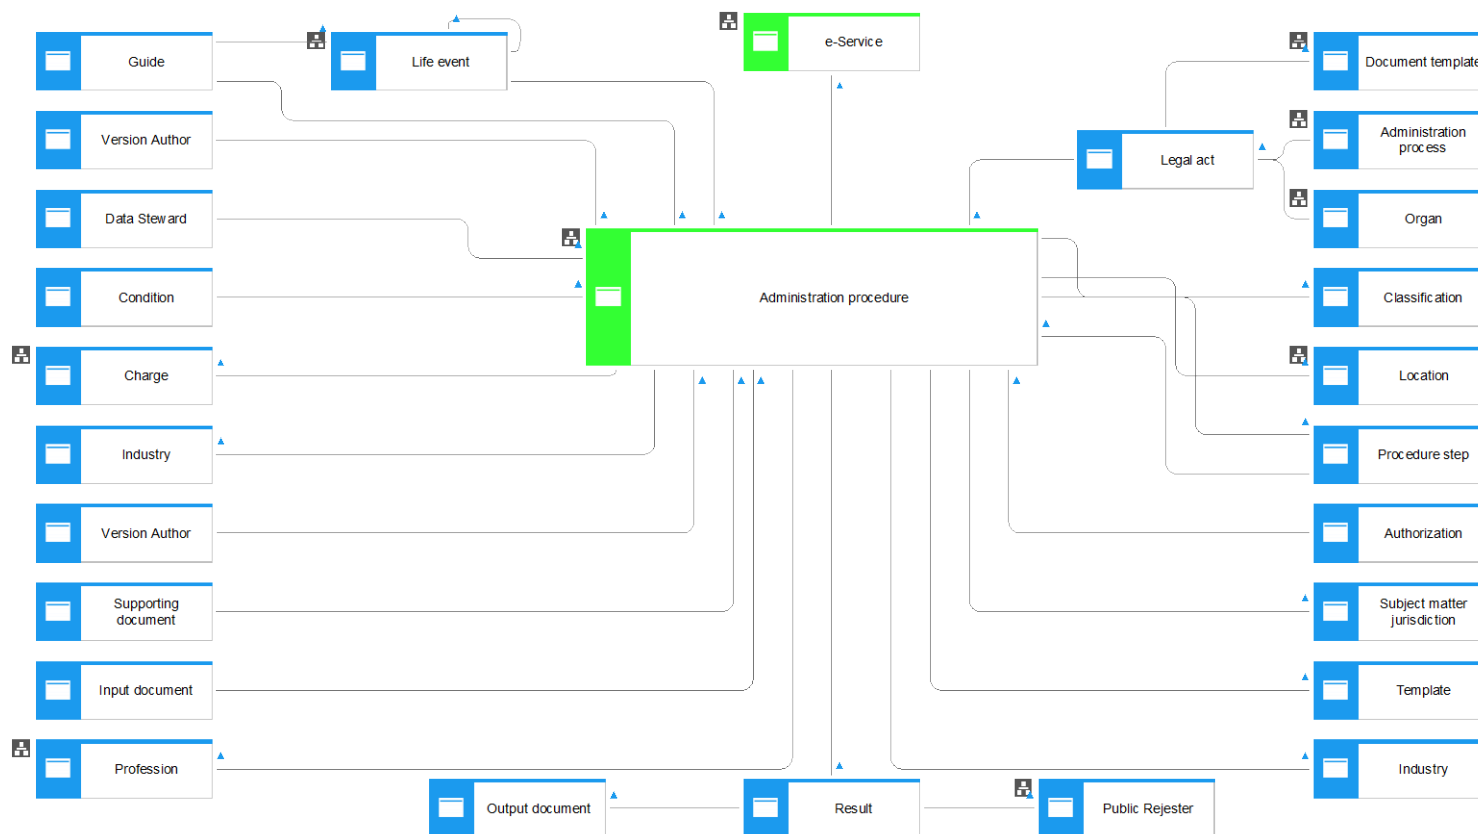 Guide
Life event
e-Service
Document template
Version Author
Administration
process
Legal act
Data Steward
Organ
Condition
Administration procedure
Classification
Charge
Location
Industry
Procedure step
Version Author
Authorization
Supporting
document
Subject matter
jurisdiction
Input document
Template
Profession
Industry
Output document
Result
Public Rejester